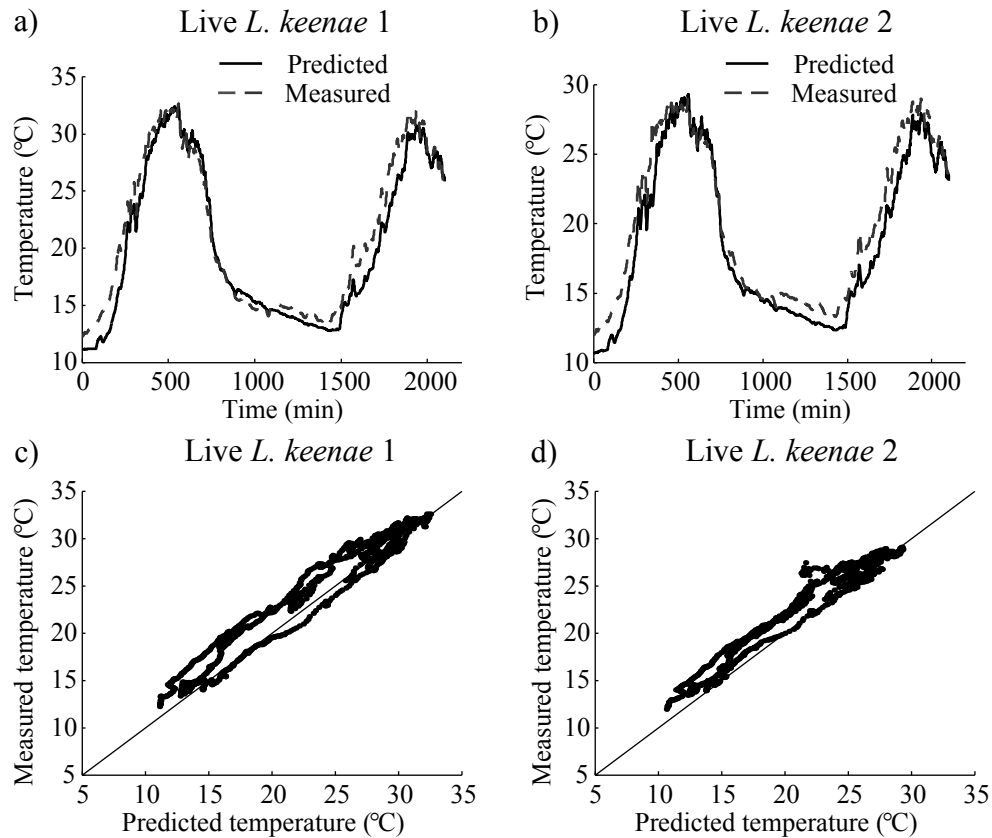 a) Live L. keenae 1
Predicted
Measured
Temperature (°C)
35
30
25
20
15
10
0 500 1000 1500 2000
Time (min)
b) Live L. keenae 2
Predicted
Measured
Temperature (°C)
30
25
20
15
10
0 500 1000 1500 2000
Time (min)
c) Live L. keenae 1
Measured temperature (°C)
35
30
25
20
15
10
5
5 10 15 20 25 30 35
Predicted temperature (°C)
d) Live L. keenae 2
Measured temperature (°C)
35
30
25
20
15
10
5
5 10 15 20 25 30 35
Predicted temperature (°C)